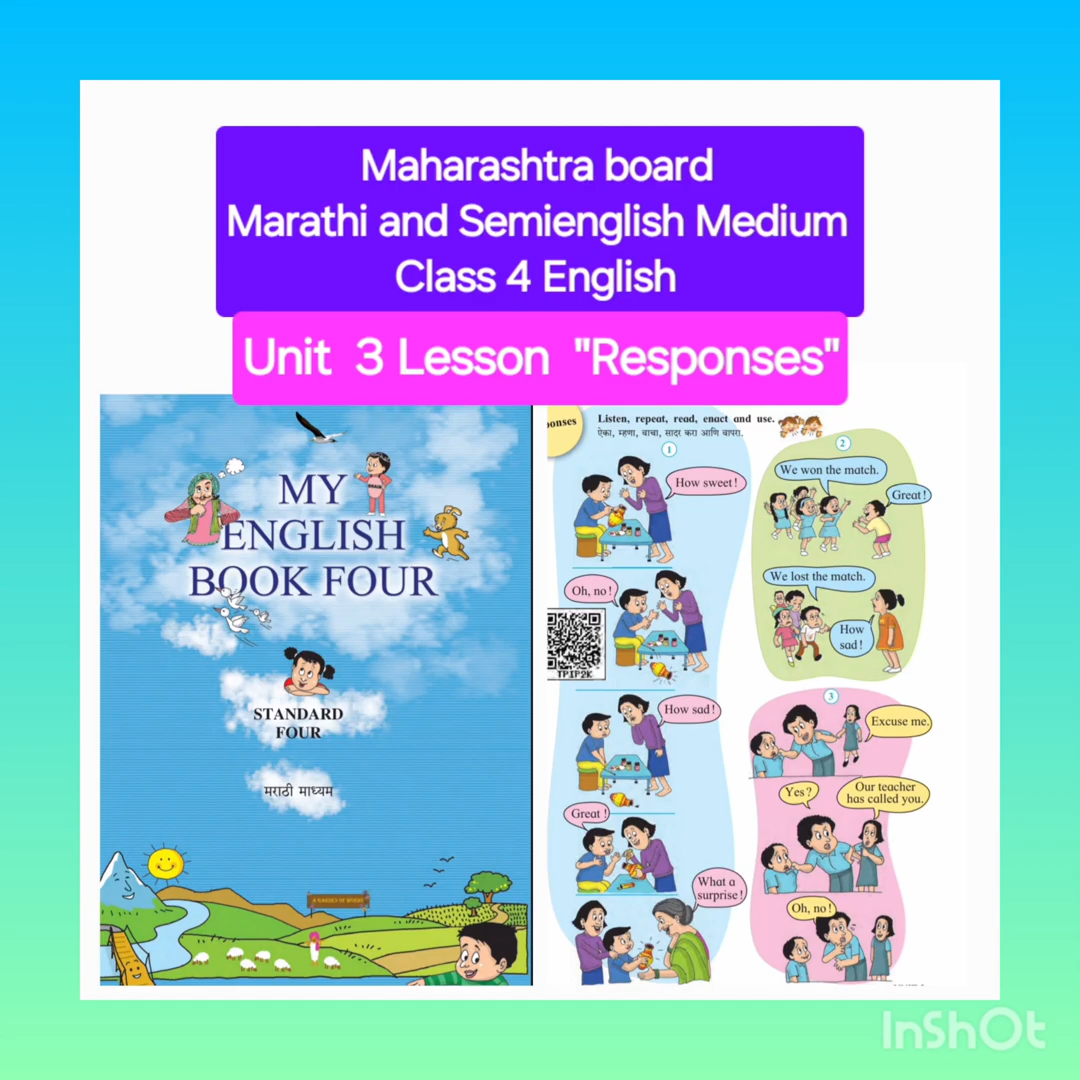 Maharashtra board
Marathi and Semienglish Medium
Class 4 English
Unit 3 Lesson "Responses"
MY
ENGLISH
BOOK FOUR
STANDARD
FOUR
मराठी माध्यम
Listen, repeat, read, enact and use.
ऐका, म्हणा, वाचा, सादर करा आणि वापरा.
1
How sweet !
Oh, no !
TPIP2K
How sad !
Great !
What a
surprise !
2
We won the match.
Great !
We lost the match.
How
sad !
3
Excuse me.
Yes ?
Our teacher
has called you.
Oh, no !
InShOt